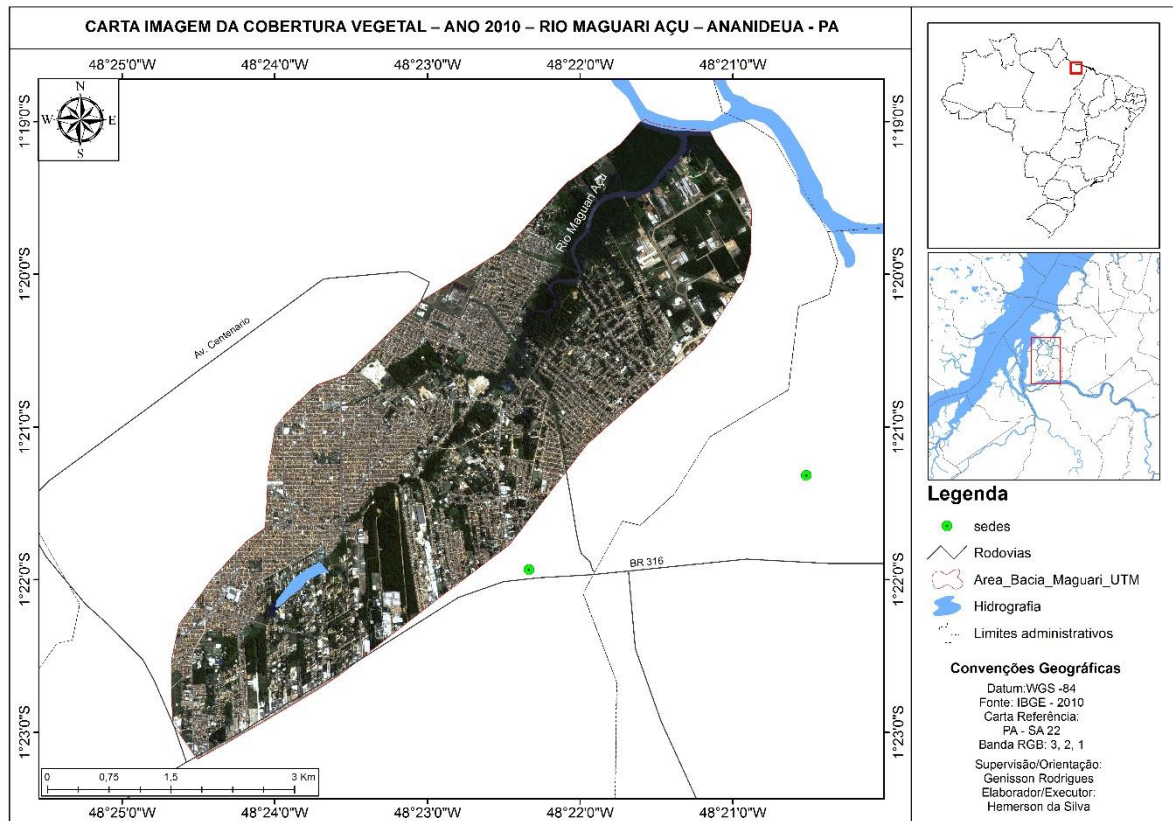 CARTA IMAGEM DA COBERTURA VEGETAL – ANO 2010 – RIO MAGUARI AÇU – ANANIDEUA - PA
48°25'0"W 48°24'0"W 48°23'0"W 48°22'0"W 48°21'0"W
N
W E
S
1°19'0"S
1°19'0"S
Rio Maguari Açu
1°20'0"S
1°20'0"S
Av. Centenario
1°21'0"S
1°21'0"S
1°22'0"S
BR 316
1°22'0"S
1°23'0"S
1°23'0"S
0 0,75 1,5 3 Km
48°25'0"W 48°24'0"W 48°23'0"W 48°22'0"W 48°21'0"W
Legenda
sedes
Rodovias
Area_Bacia_Maguari_UTM
Hidrografia
Limites administrativos
Convenções Geográficas
Datum:WGS -84
Fonte: IBGE - 2010
Carta Referência:
PA - SA 22
Banda RGB: 3, 2, 1
Supervisão/Orientação:
Genisson Rodrigues
Elaborador/Executor:
Hemerson da Silva